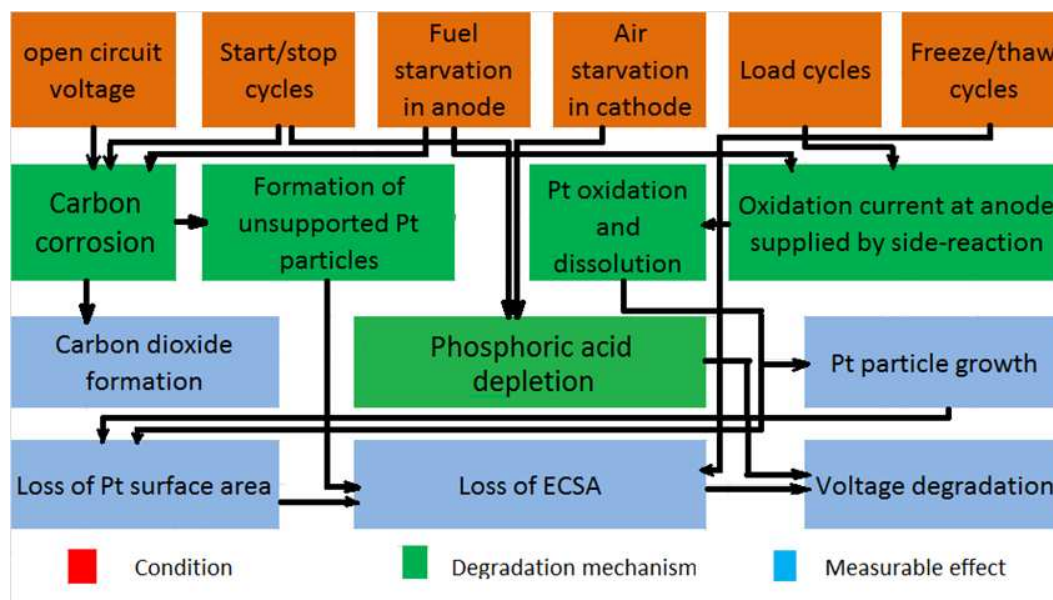 open circuit
voltage
Start/stop
cycles
Fuel
starvation
in anode
Air
starvation
in cathode
Load cycles
Freeze/thaw
cycles
Carbon
corrosion
Formation of
unsupported Pt
particles
Pt oxidation
and
dissolution
Oxidation current at anode
supplied by side-reaction
Carbon dioxide
formation
Phosphoric acid
depletion
Pt particle growth
Loss of Pt surface area
Loss of ECSA
Voltage degradation
Condition
Degradation mechanism
Measurable effect